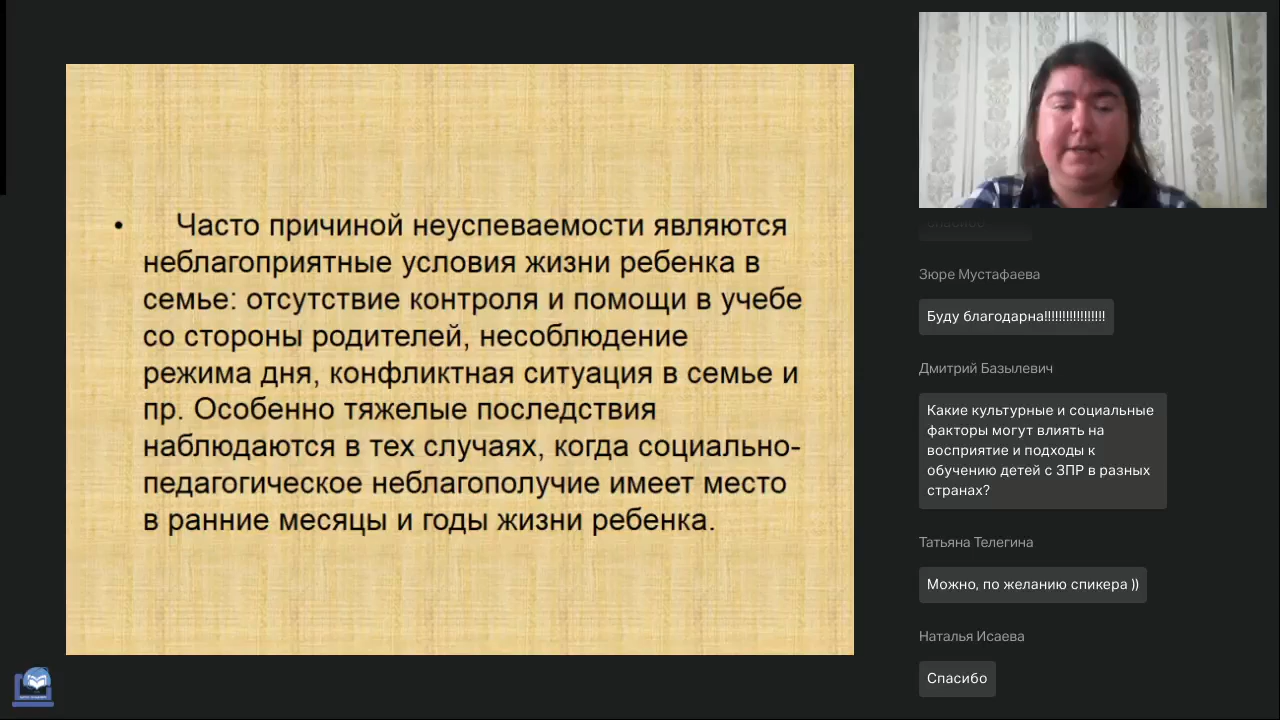 • Часто причиной неуспеваемости являются
неблагоприятные условия жизни ребенка в
семье: отсутствие контроля и помощи в учебе
со стороны родителей, несоблюдение
режима дня, конфликтная ситуация в семье и
пр. Особенно тяжелые последствия
наблюдаются в тех случаях, когда социально-
педагогическое неблагополучие имеет место
в ранние месяцы и годы жизни ребенка.
Зюре Мустафаева
Буду благодарна!!!!!!!!!!!!!!!!!
Дмитрий Базылевич
Какие культурные и социальные
факторы могут влиять на
восприятие и подходы к
обучению детей с ЗПР в разных
странах?
Татьяна Телегина
Можно, по желанию спикера ))
Наталья Исаева
Спасибо